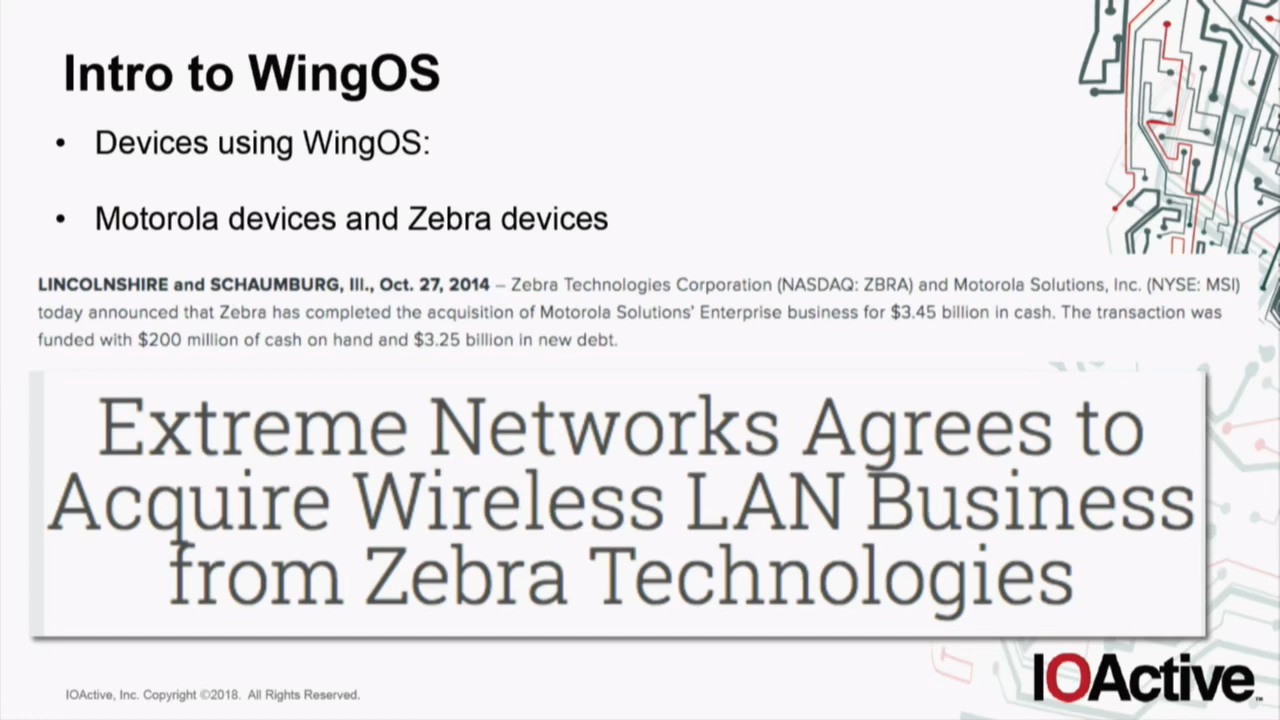 Intro to WingOS
• Devices using WingOS:
• Motorola devices and Zebra devices
LINCOLNSHIRE and SCHAUMBURG, Ill., Oct. 27, 2014 – Zebra Technologies Corporation (NASDAQ: ZBRA) and Motorola Solutions, Inc. (NYSE: MSI)
today announced that Zebra has completed the acquisition of Motorola Solutions' Enterprise business for $3.45 billion in cash. The transaction was
funded with $200 million of cash on hand and $3.25 billion in new debt.
Extreme Networks Agrees to
Acquire Wireless LAN Business
from Zebra Technologies
IOActive, Inc. Copyright ©2018. All Rights Reserved.
IOActive™